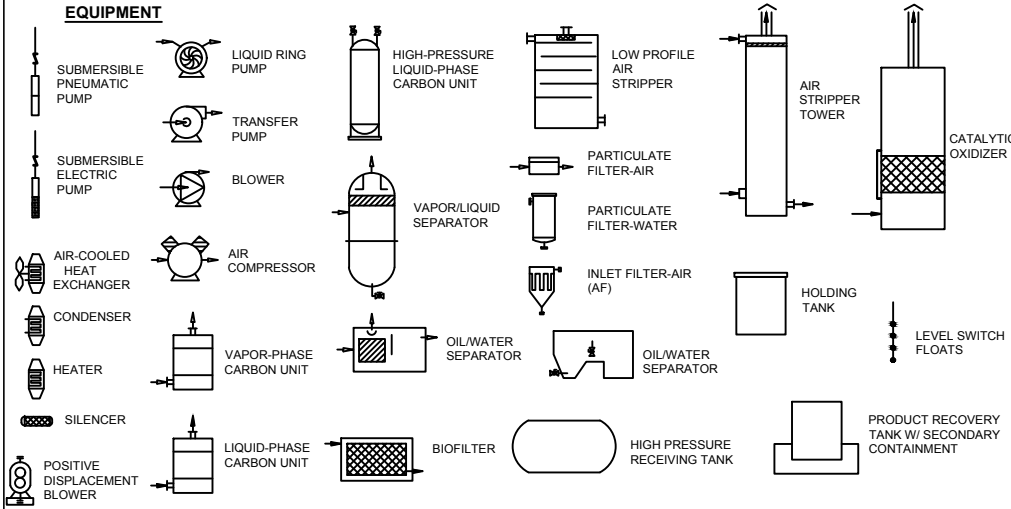 EQUIPMENT
SUBMERSIBLE
PNEUMATIC
PUMP
SUBMERSIBLE
ELECTRIC
PUMP
AIR-COOLED
HEAT
EXCHANGER
CONDENSER
HEATER
SILENCER
POSITIVE
DISPLACEMENT
BLOWER
LIQUID RING
PUMP
TRANSFER
PUMP
BLOWER
AIR
COMPRESSOR
VAPOR-PHASE
CARBON UNIT
LIQUID-PHASE
CARBON UNIT
HIGH-PRESSURE
LIQUID-PHASE
CARBON UNIT
VAPOR/LIQUID
SEPARATOR
OIL/WATER
SEPARATOR
BIOFILTER
LOW PROFILE
AIR
STRIPPER
PARTICULATE
FILTER-AIR
PARTICULATE
FILTER-WATER
INLET FILTER-AIR
(AF)
OIL/WATER
SEPARATOR
HIGH PRESSURE
RECEIVING TANK
AIR
STRIPPER
TOWER
HOLDING
TANK
PRODUCT RECOVERY
TANK W/ SECONDARY
CONTAINMENT
CATALYTIC
OXIDIZER
LEVEL SWITCH
FLOATS